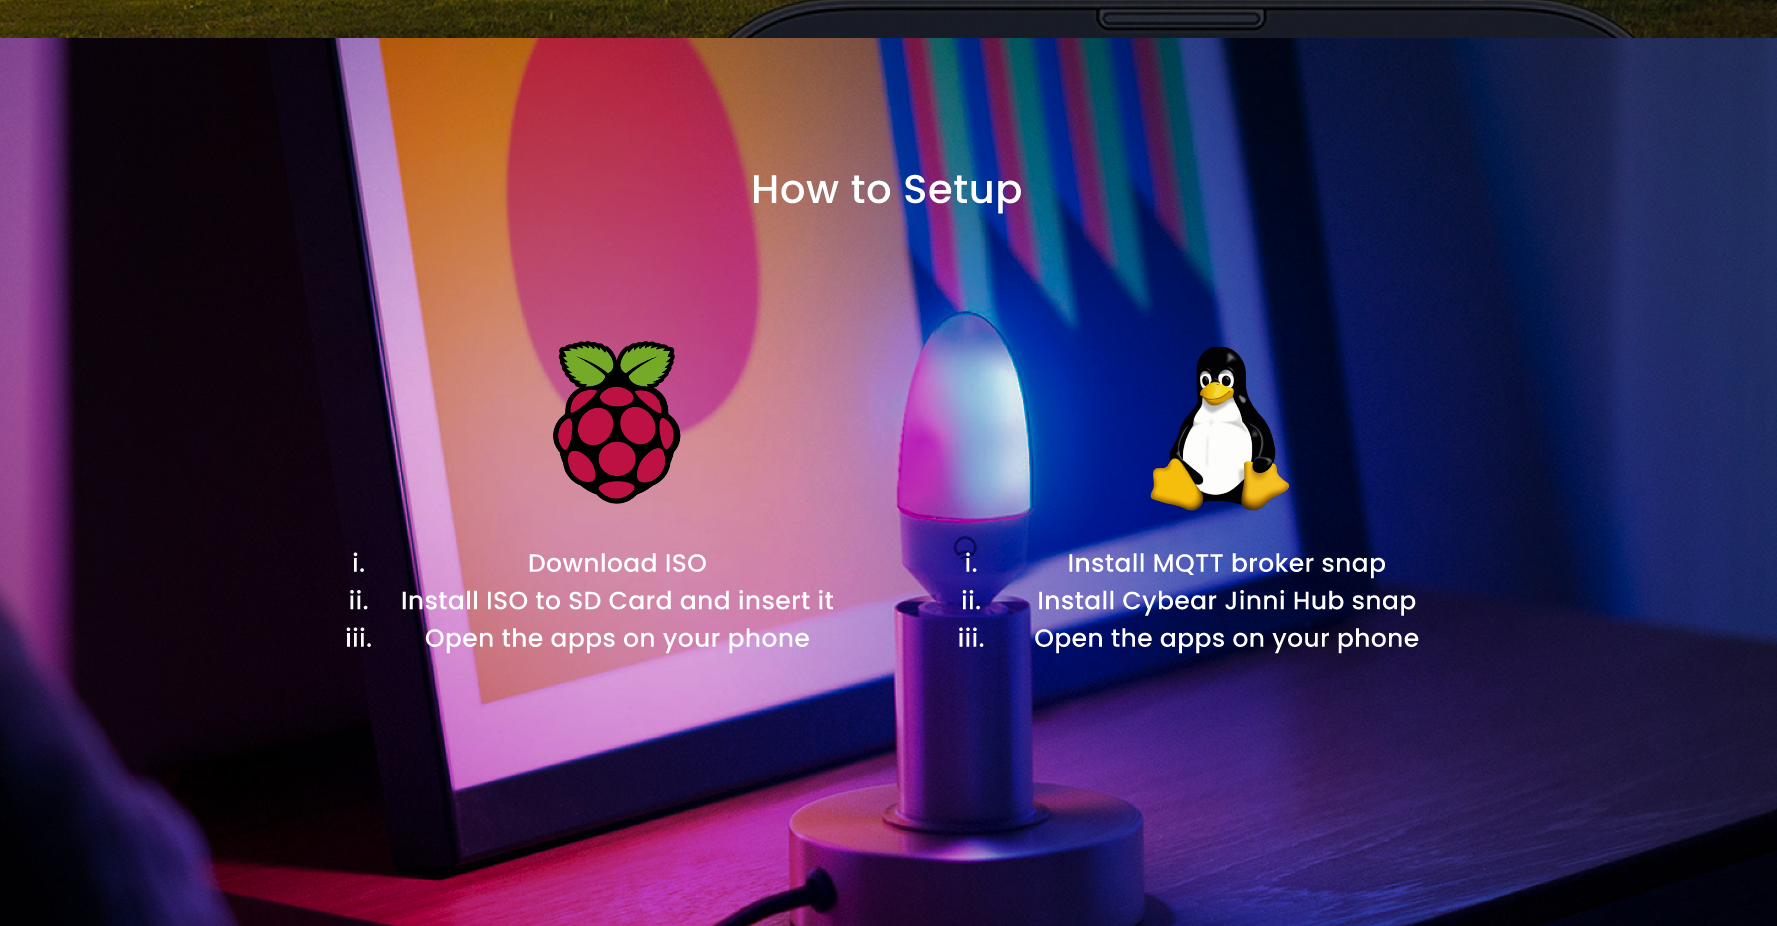 How to Setup
i. Download ISO
ii. Install ISO to SD Card and insert it
iii. Open the apps on your phone
i. Install MQTT broker snap
ii. Install Cybear Jinni Hub snap
iii. Open the apps on your phone